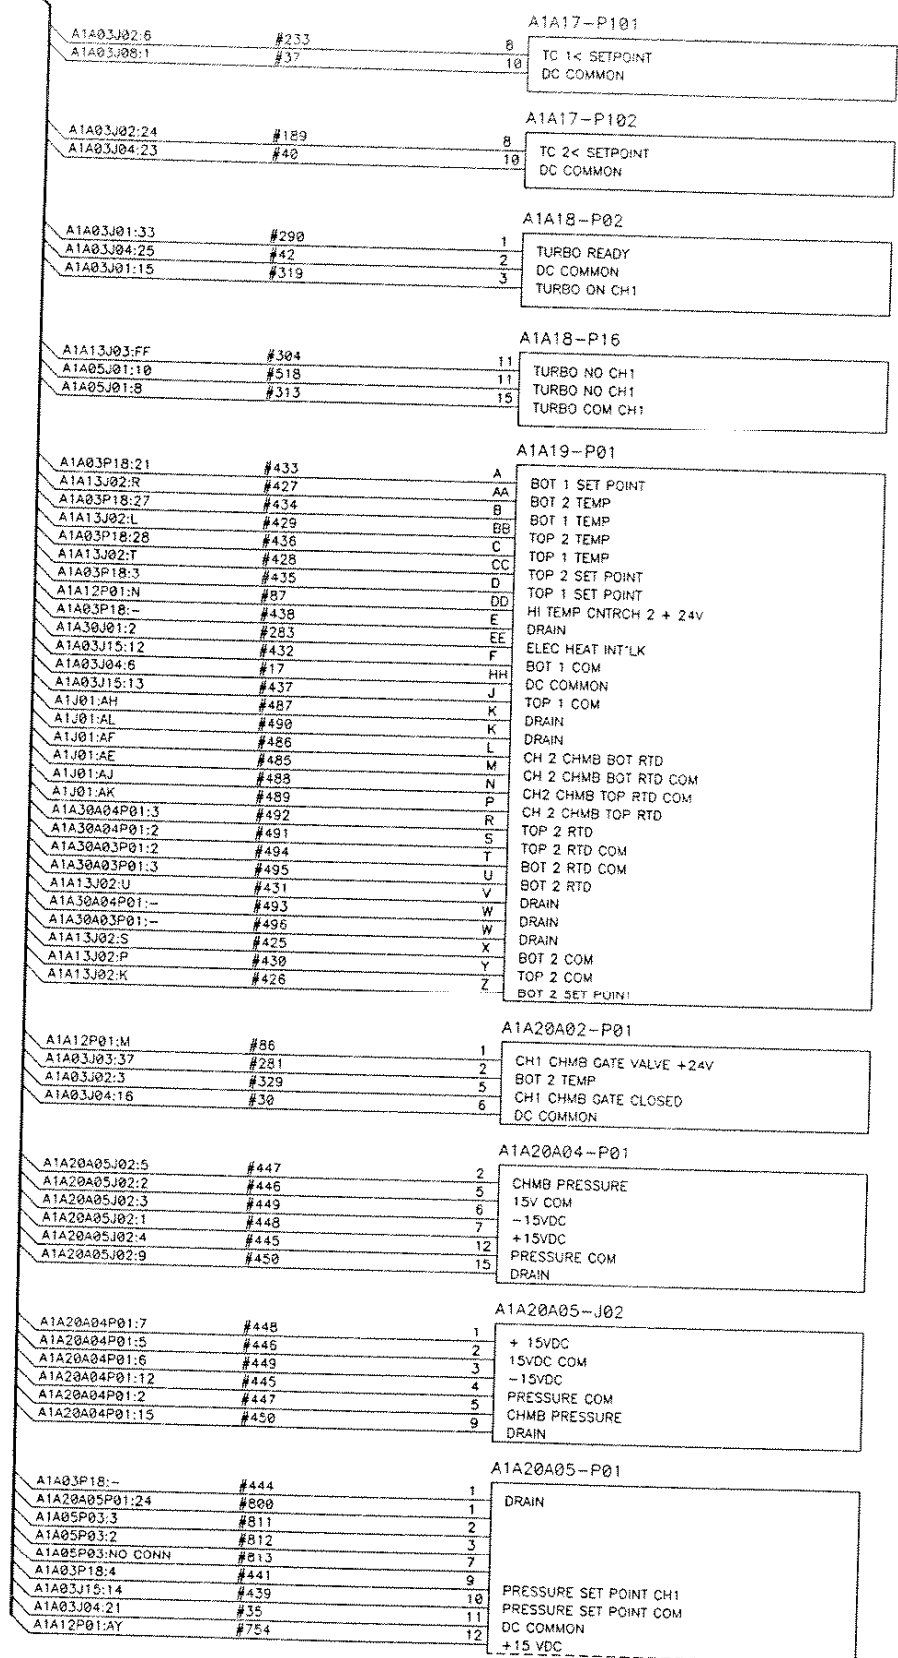 A1A17-P101
A1A03J02:6 #233 8 TC 1< SETPOINT
A1A03J08:1 #37 10 DC COMMON
A1A17-P102
A1A03J02:24 #189 8 TC 2< SETPOINT
A1A03J04:23 #40 10 DC COMMON
A1A18-P02
A1A03J01:33 #290 1 TURBO READY
A1A03J04:25 #42 2 DC COMMON
A1A03J01:15 #319 3 TURBO ON CH1
A1A18-P16
A1A13J03:FF #304 11 TURBO NO CH1
A1A05J01:10 #518 11 TURBO NO CH1
A1A05J01:8 #313 15 TURBO COM CH1
A1A19-P01
A1A03P18:21 #433 A BOT 1 SET POINT
A1A13J02:R #427 AA BOT 2 TEMP
A1A03P18:27 #434 B BOT 1 TEMP
A1A13J02:L #429 BB TOP 2 TEMP
A1A03P18:28 #436 C TOP 1 TEMP
A1A13J02:T #428 CC TOP 2 SET POINT
A1A03P18:3 #435 D TOP 1 SET POINT
A1A12P01:N #87 DD HI TEMP CNTRCH 2 + 24V
A1A03P18:- #438 E DRAIN
A1A30J01:2 #283 EE ELEC HEAT INT'LK
A1A03J15:12 #432 F BOT 1 COM
A1A03J04:6 #17 HH DC COMMON
A1A03J15:13 #437 J TOP 1 COM
A1J01:AH #487 K DRAIN
A1J01:AL #490 K DRAIN
A1J01:AF #486 L CH 2 CHMB BOT RTD
A1J01:AE #485 M CH 2 CHMB BOT RTD COM
A1J01:AJ #488 N CH2 CHMB TOP RTD COM
A1J01:AK #489 P CH 2 CHMB TOP RTD
A1A30A04P01:3 #492 R TOP 2 RTD
A1A30A04P01:2 #491 S TOP 2 RTD COM
A1A30A03P01:2 #494 T BOT 2 RTD COM
A1A30A03P01:3 #495 U BOT 2 RTD
A1A13J02:U #431 V DRAIN
A1A30A04P01:- #493 W DRAIN
A1A30A03P01:- #496 W DRAIN
A1A13J02:S #425 X BOT 2 COM
A1A13J02:P #430 Y TOP 2 COM
A1A13J02:K #426 Z BOT 2 SET POINT
A1A20A02-P01
A1A12P01:M #86 1 CH1 CHMB GATE VALVE +24V
A1A03J03:37 #281 2 BOT 2 TEMP
A1A03J02:3 #329 5 CH1 CHMB GATE CLOSED
A1A03J04:16 #30 6 DC COMMON
A1A20A04-P01
A1A20A05J02:5 #447 2 CHMB PRESSURE
A1A20A05J02:2 #446 5 15V COM
A1A20A05J02:3 #449 6 -15VDC
A1A20A05J02:1 #448 7 +15VDC
A1A20A05J02:4 #445 12 PRESSURE COM
A1A20A05J02:9 #450 15 DRAIN
A1A20A05-J02
A1A20A04P01:7 #448 1 + 15VDC
A1A20A04P01:5 #446 2 15VDC COM
A1A20A04P01:6 #449 3 -15VDC
A1A20A04P01:12 #445 4 PRESSURE COM
A1A20A04P01:2 #447 5 CHMB PRESSURE
A1A20A04P01:15 #450 9 DRAIN
A1A20A05-P01
A1A03P18:- #444 1 DRAIN
A1A20A05P01:24 #800 1
A1A05P03:3 #811 2
A1A05P03:2 #812 3
A1A05P03:NO CONN #813 7
A1A03P18:4 #441 9 PRESSURE SET POINT CH1
A1A03J15:14 #439 10 PRESSURE SET POINT COM
A1A03J04:21 #35 11 DC COMMON
A1A12P01:AY #754 12 +15 VDC